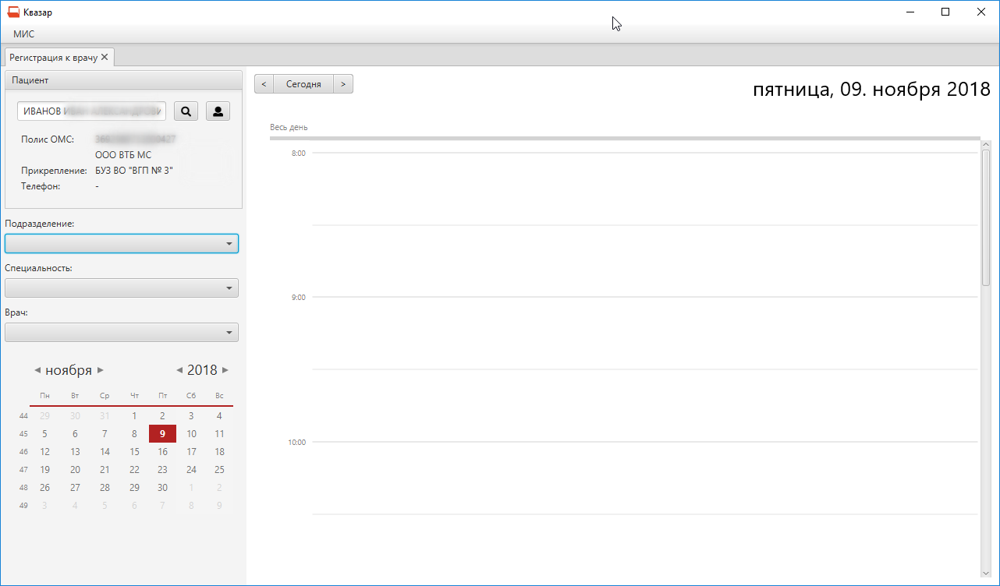 Квазар
МИС
Регистрация к врачу
Пациент
ИВАНОВ
Полис ОМС:
ООО ВТБ МС
Прикрепление: БУЗ ВО "ВГП № 3"
Телефон: -
Подразделение:
Специальность:
Врач:
ноября 2018
Пн Вт Ср Чт Пт Сб Вс
44 29 30 31 1 2 3 4
45 5 6 7 8 9 10 11
46 12 13 14 15 16 17 18
47 19 20 21 22 23 24 25
48 26 27 28 29 30 1 2
49 3 4 5 6 7 8 9
< Сегодня >
пятница, 09. ноября 2018
Весь день
8:00
9:00
10:00